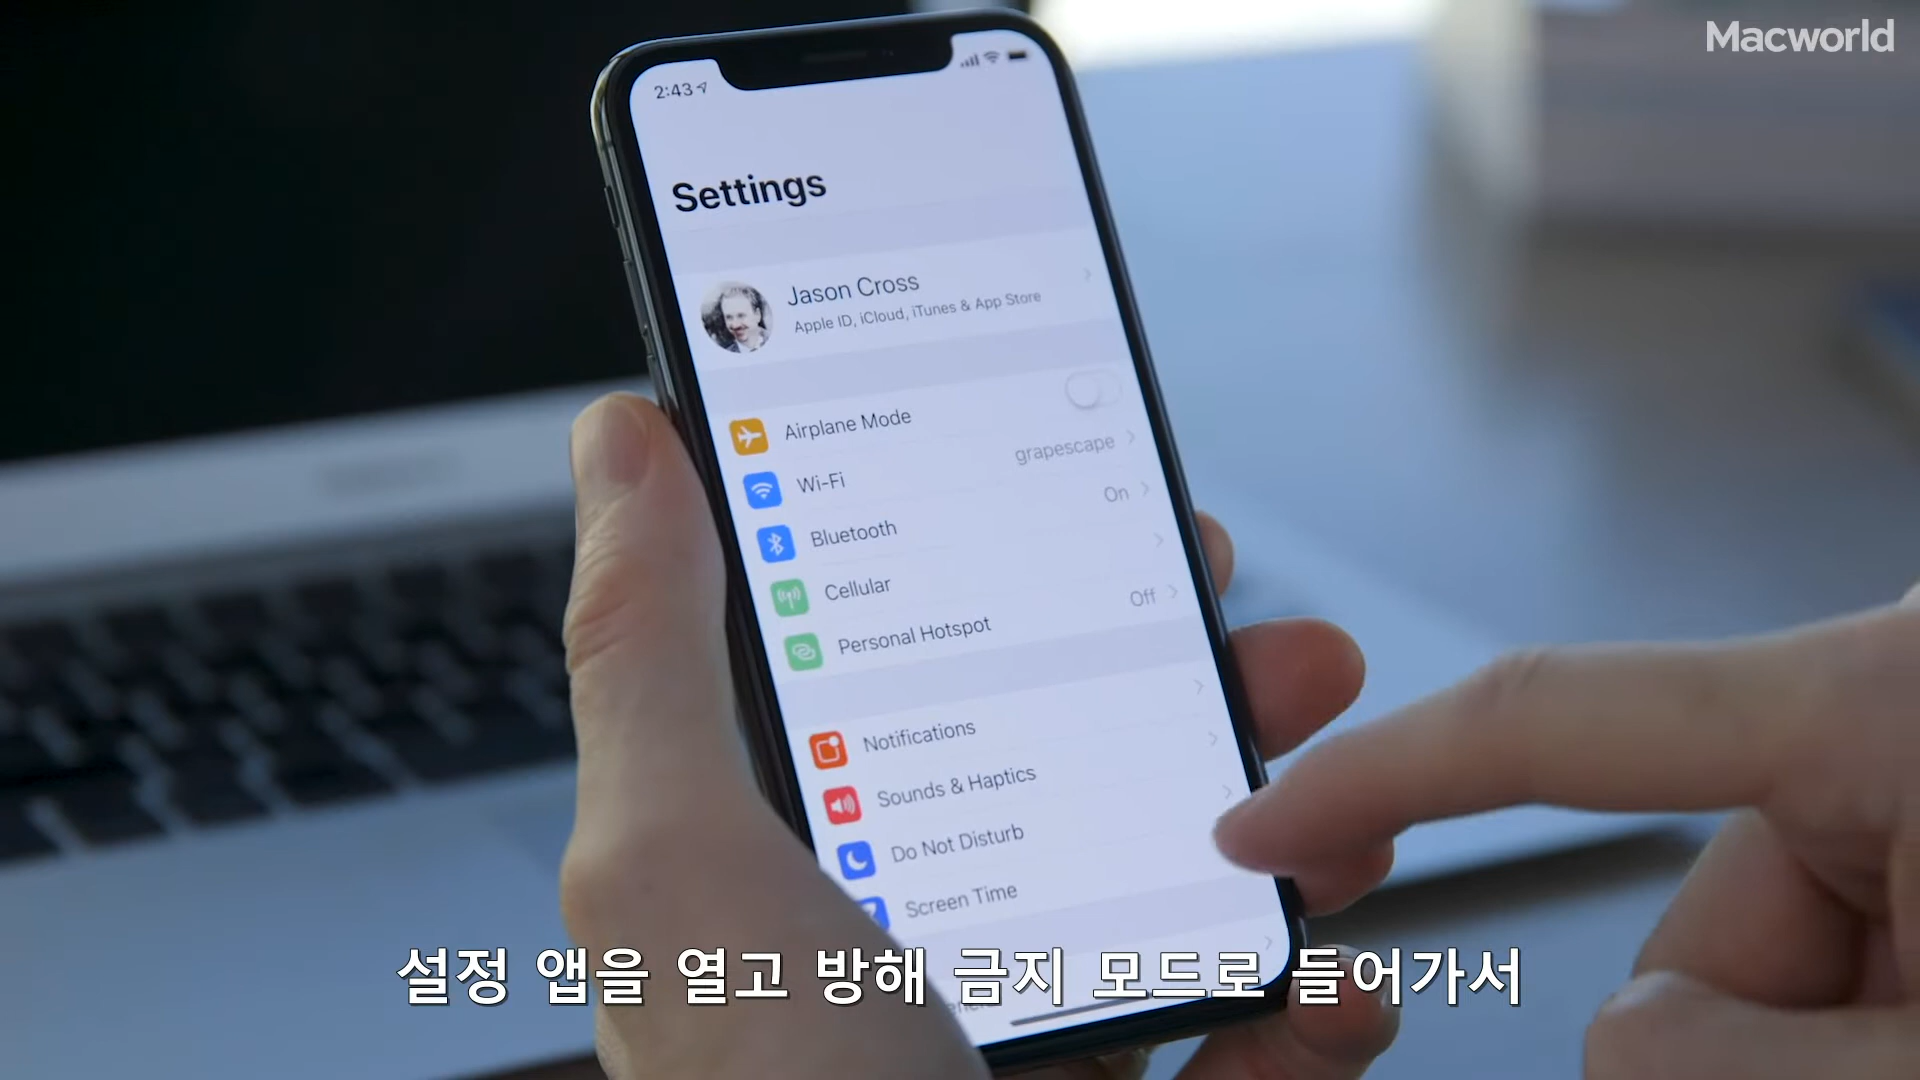 Macworld
2:43
Settings
Jason Cross
Apple ID, iCloud, iTunes & App Store
Airplane Mode
Wi-Fi
grapescape
Bluetooth
On
Cellular
Personal Hotspot
Off
Notifications
Sounds & Haptics
Do Not Disturb
Screen Time
설정 앱을 열고 방해 금지 모드로 들어가서